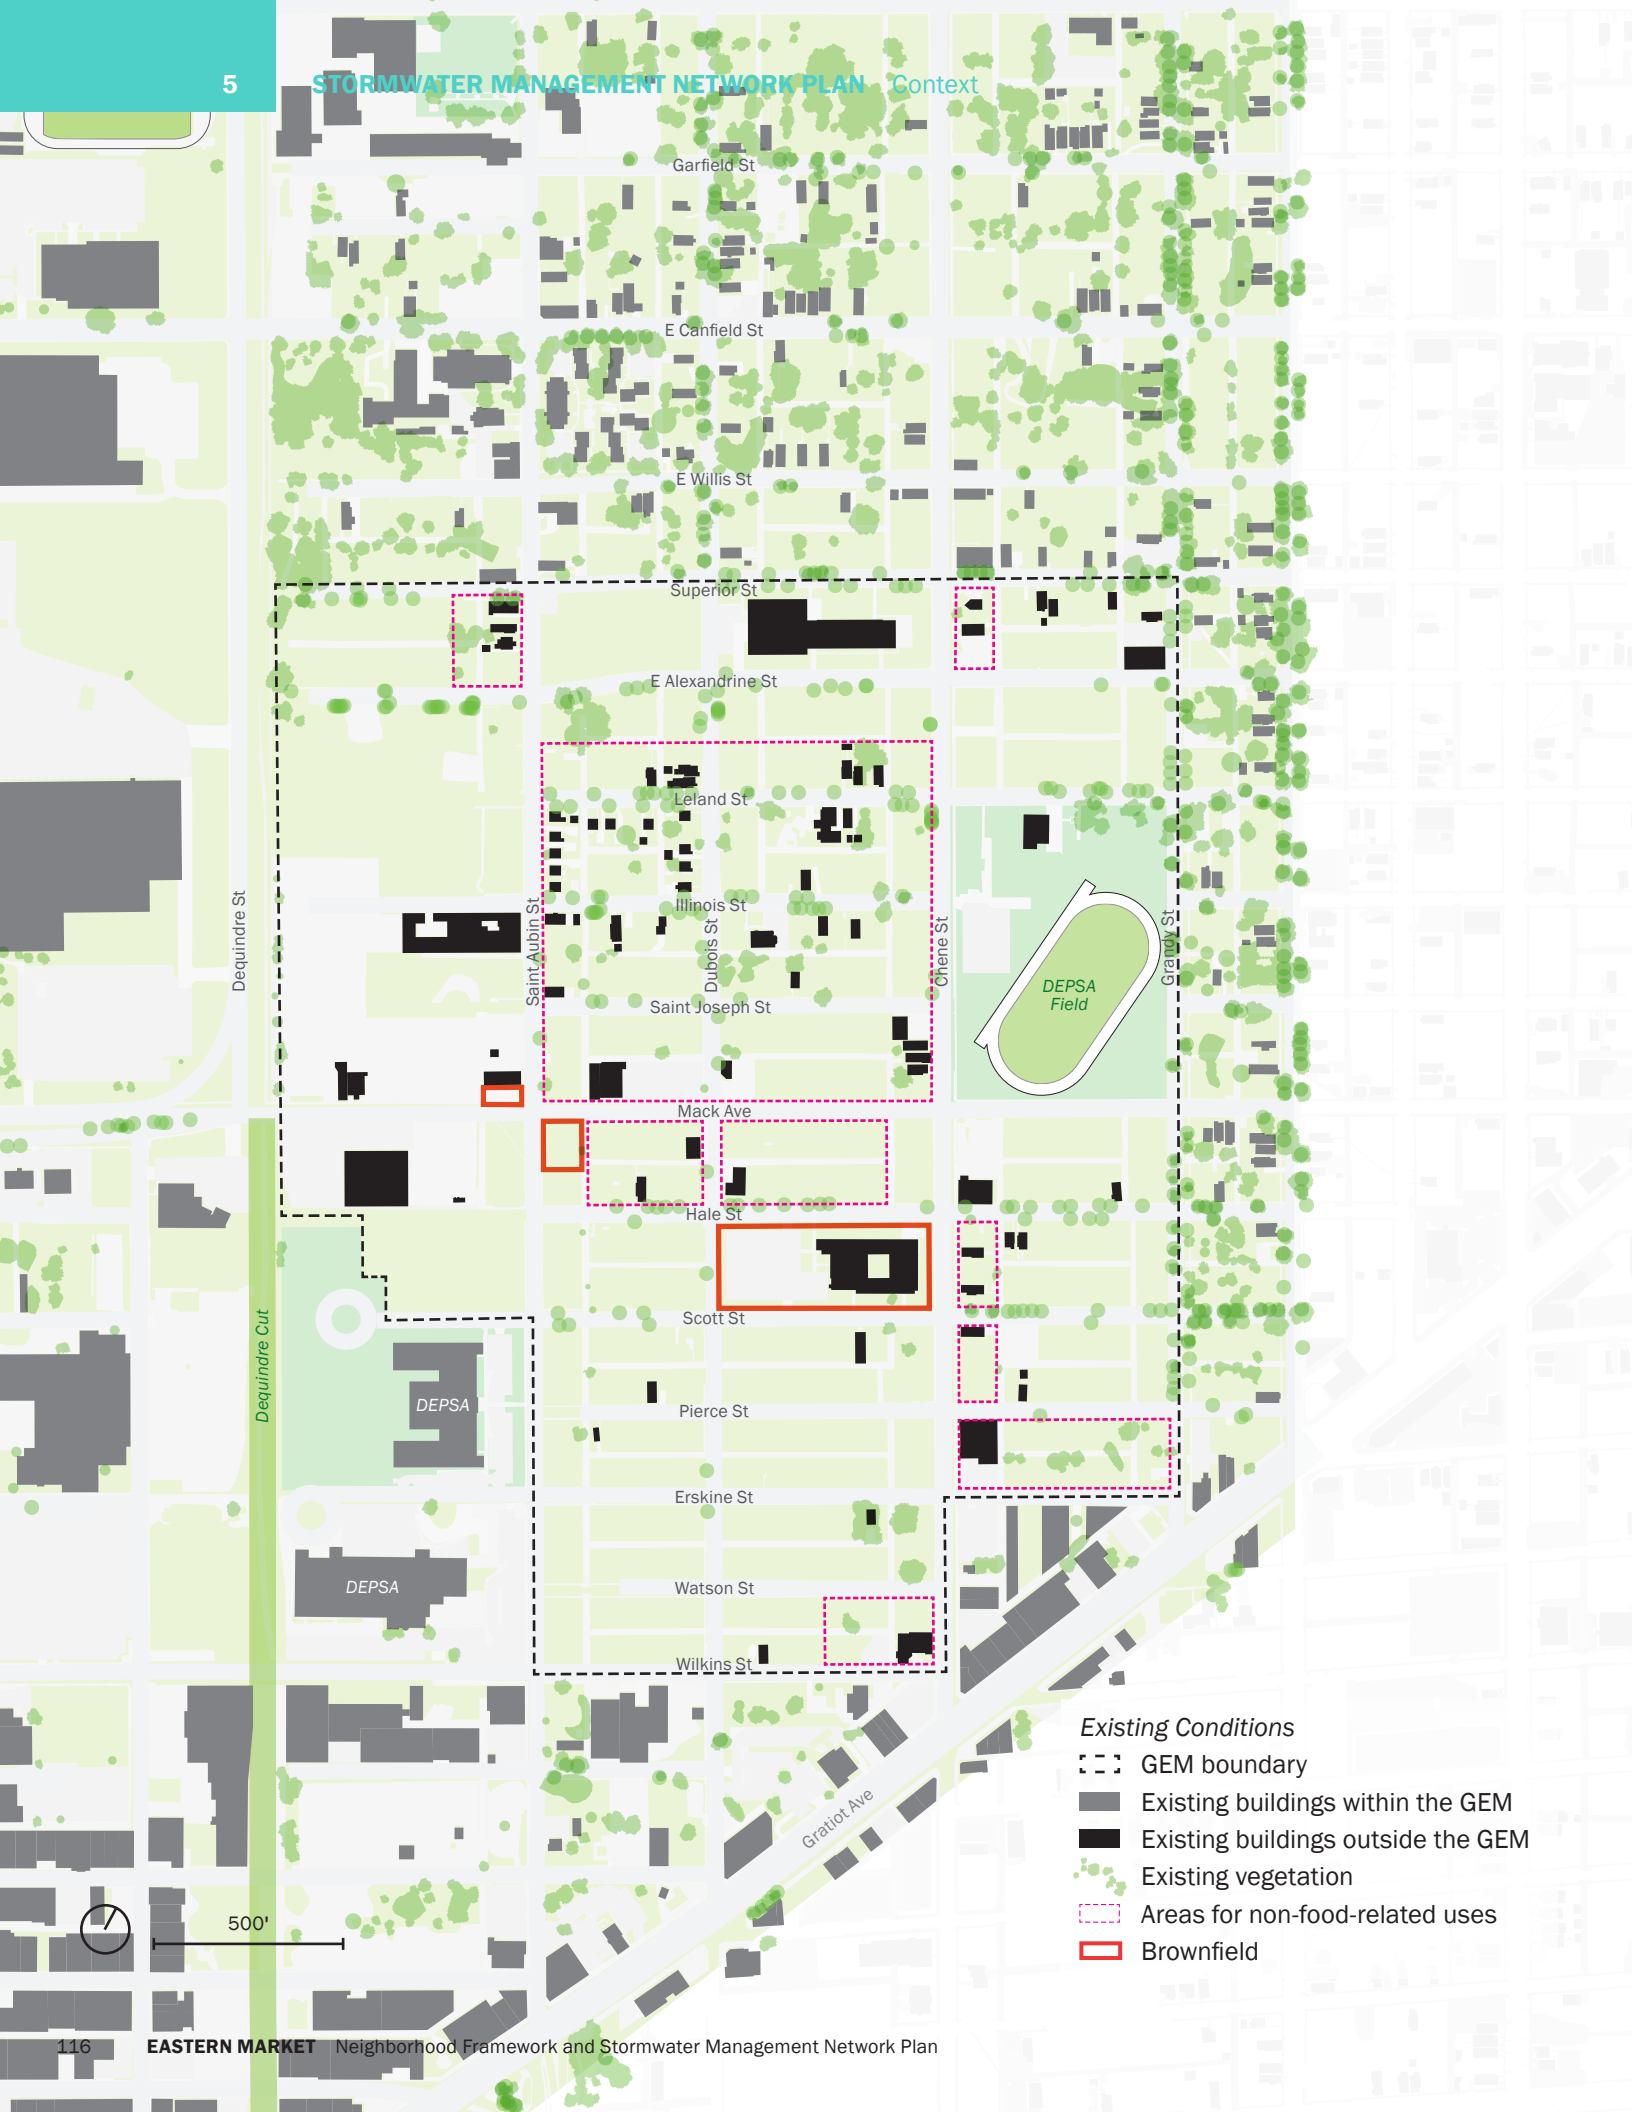 5
STORMWATER MANAGEMENT NETWORK PLAN Context
Garfield St
E Canfield St
E Willis St
Superior St
E Alexandrine St
Leland St
Illinois St
Dequindre St
Saint Aubin St
Dubois St
Chene St
Grandy St
DEPSA
Field
Saint Joseph St
Mack Ave
Hale St
Scott St
Dequindre Cut
DEPSA
Pierce St
Erskine St
DEPSA
Watson St
Wilkins St
Gratiot Ave
Existing Conditions
GEM boundary
Existing buildings within the GEM
Existing buildings outside the GEM
Existing vegetation
Areas for non-food-related uses
Brownfield
500'
116 EASTERN MARKET Neighborhood Framework and Stormwater Management Network Plan